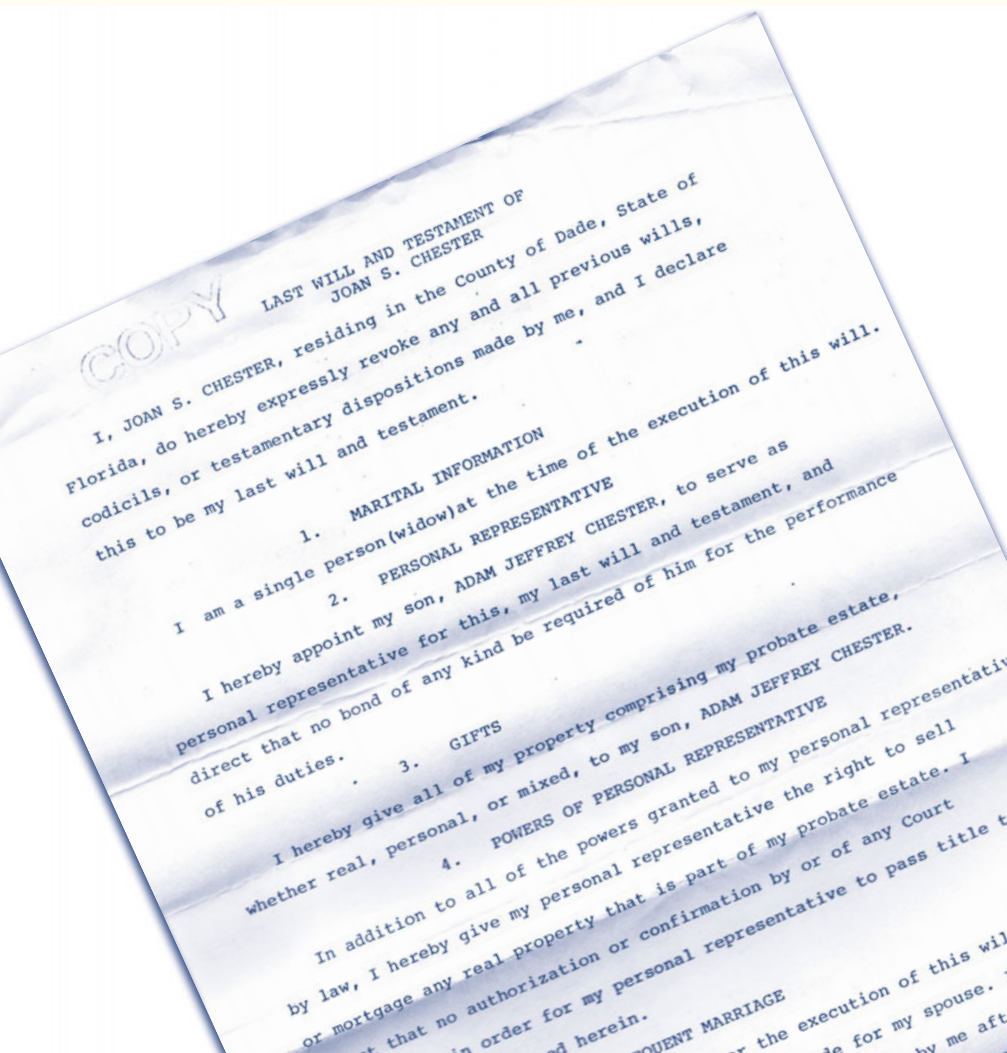 COPY
LAST WILL AND TESTAMENT OF
JOAN S. CHESTER
I, JOAN S. CHESTER, residing in the County of Dade, State of
Florida, do hereby expressly revoke any and all previous wills,
codicils, or testamentary dispositions made by me, and I declare
this to be my last will and testament.
1. MARITAL INFORMATION
I am a single person(widow)at the time of the execution of this will.
2. PERSONAL REPRESENTATIVE
I hereby appoint my son, ADAM JEFFREY CHESTER, to serve as
personal representative for this, my last will and testament, and
direct that no bond of any kind be required of him for the performance
of his duties.
3. GIFTS
I hereby give all of my property comprising my probate estate,
whether real, personal, or mixed, to my son, ADAM JEFFREY CHESTER.
4. POWERS OF PERSONAL REPRESENTATIVE
In addition to all of the powers granted to my personal
by law, I hereby give my personal representative the right to sell
or mortgage any real property that is part of my probate estate. I
that no authorization or confirmation by or of any Court
in order for my personal representative to pass title
herein.
MARRIAGE
the execution of this
for my spouse.
by me